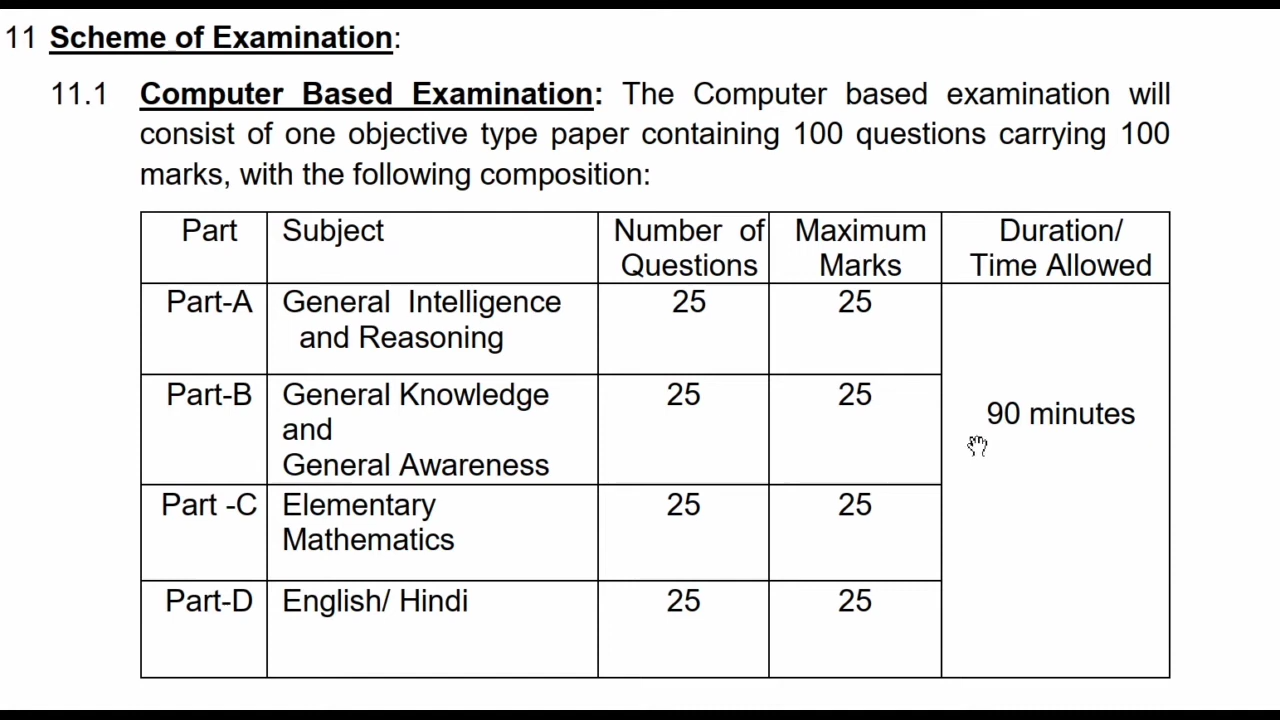 11 Scheme of Examination:
11.1 Computer Based Examination: The Computer based examination will
consist of one objective type paper containing 100 questions carrying 100
marks, with the following composition:
Part Subject Number of Questions Maximum Marks Duration/ Time Allowed
Part-A General Intelligence and Reasoning 25 25 90 minutes
Part-B General Knowledge and General Awareness 25 25
Part -C Elementary Mathematics 25 25
Part-D English/ Hindi 25 25